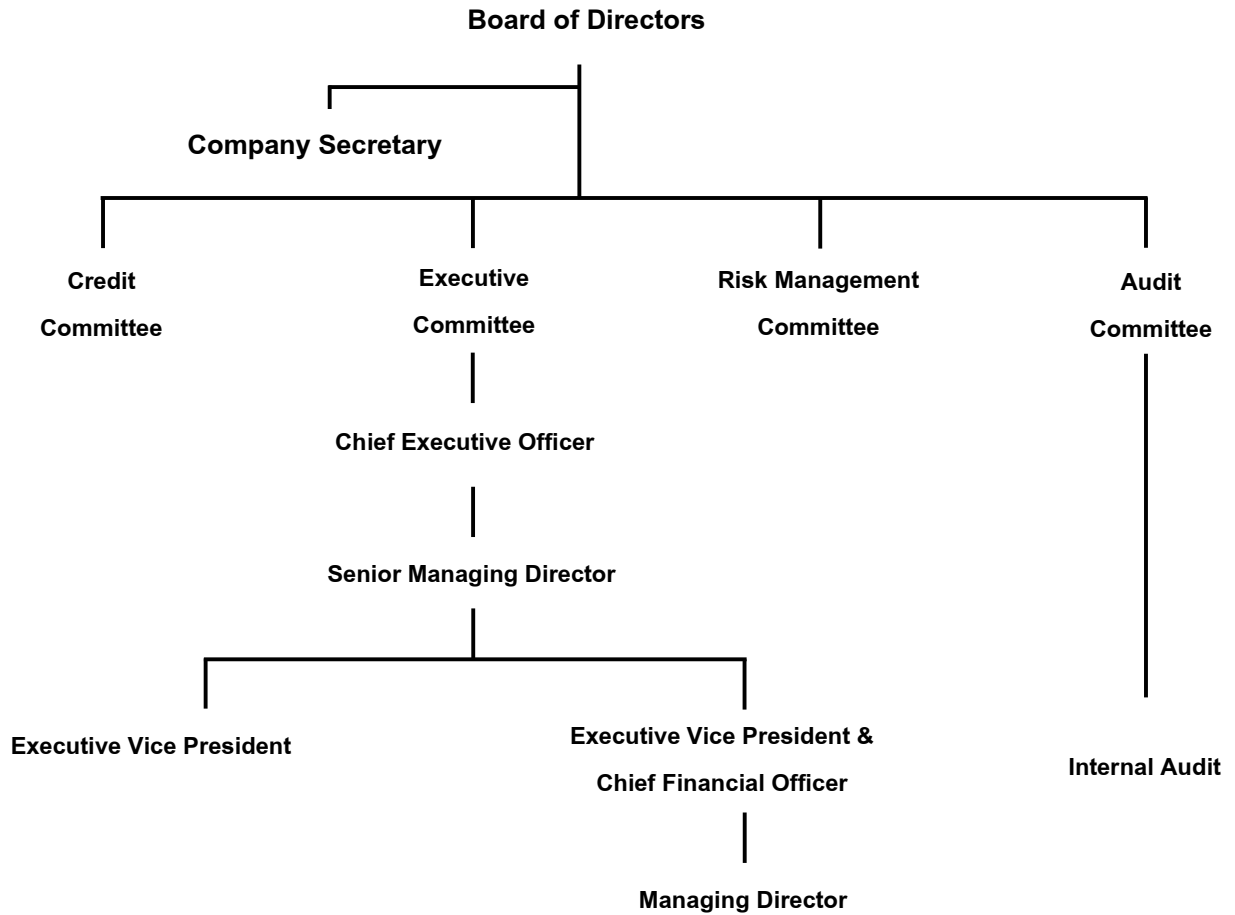 Board of Directors
Company Secretary
Credit
Committee
Executive
Committee
Risk Management
Committee
Audit
Committee
Chief Executive Officer
Senior Managing Director
Executive Vice President
Executive Vice President &
Chief Financial Officer
Internal Audit
Managing Director